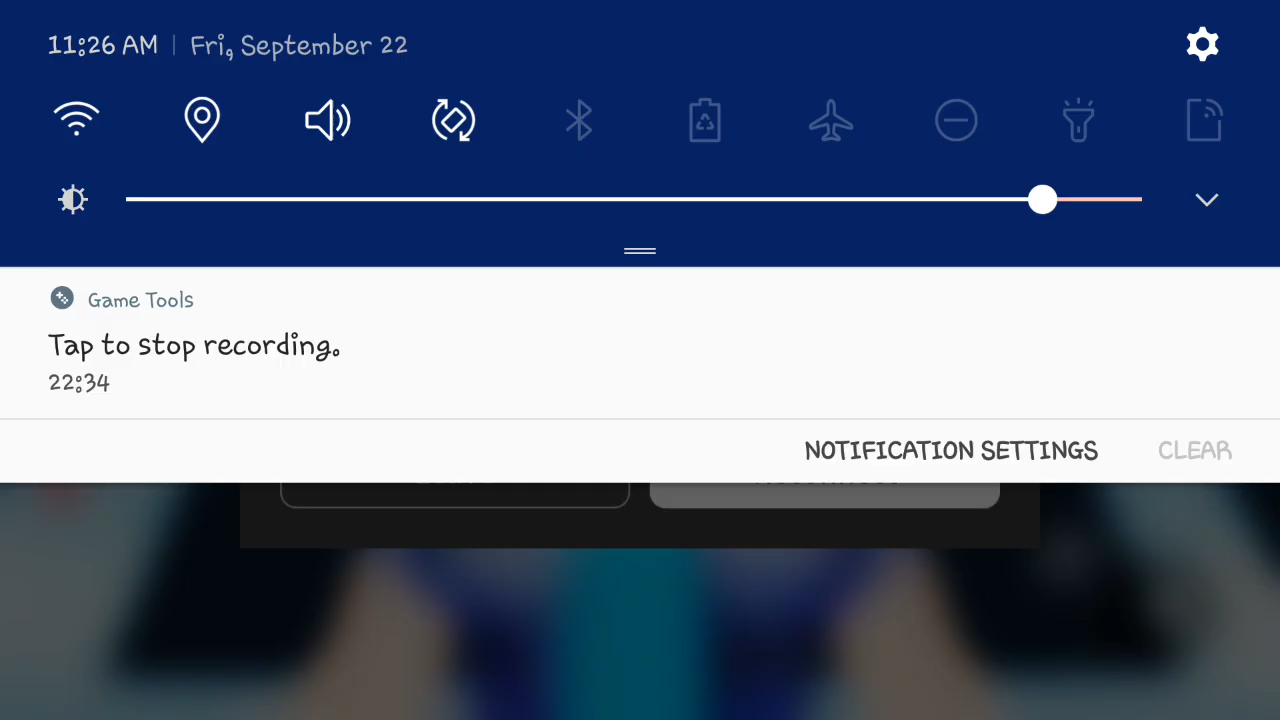 11:26 AM | Fri, September 22
Game Tools
Tap to stop recording.
22:34
NOTIFICATION SETTINGS
CLEAR